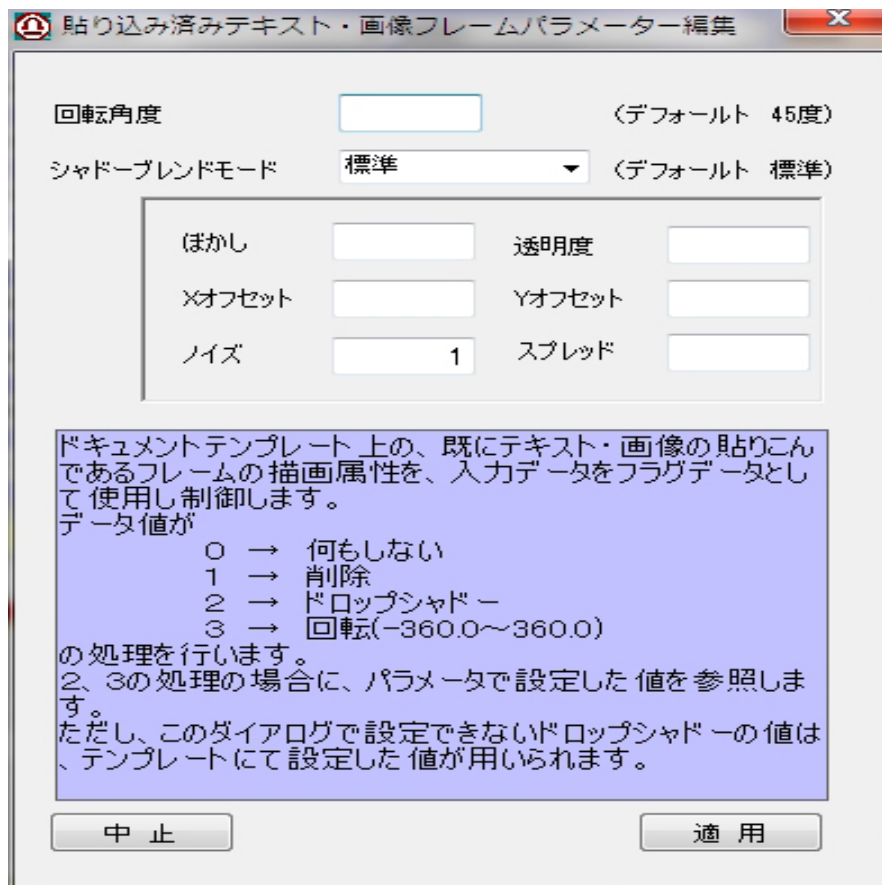 貼り込み済みテキスト・画像フレームパラメーター編集
回転角度 (デフォールト 45度)
シャドーブレンドモード 標準 (デフォールト 標準)
ぼかし 透明度
Xオフセット Yオフセット
ノイズ 1 スプレッド
ドキュメントテンプレート上の、既にテキスト・画像の貼りこん
であるフレームの描画属性を、入力データをフラグデータとし
て使用し制御します。
データ値が
0 → 何もしない
1 → 削除
2 → ドロップシャドー
3 → 回転(-360.0～360.0)
の処理を行います。
2、3の処理の場合に、パラメータで設定した値を参照しま
す。
ただし、このダイアログで設定できないドロップシャドーの値は
、テンプレートにて設定した値が用いられます。
中 止 適 用